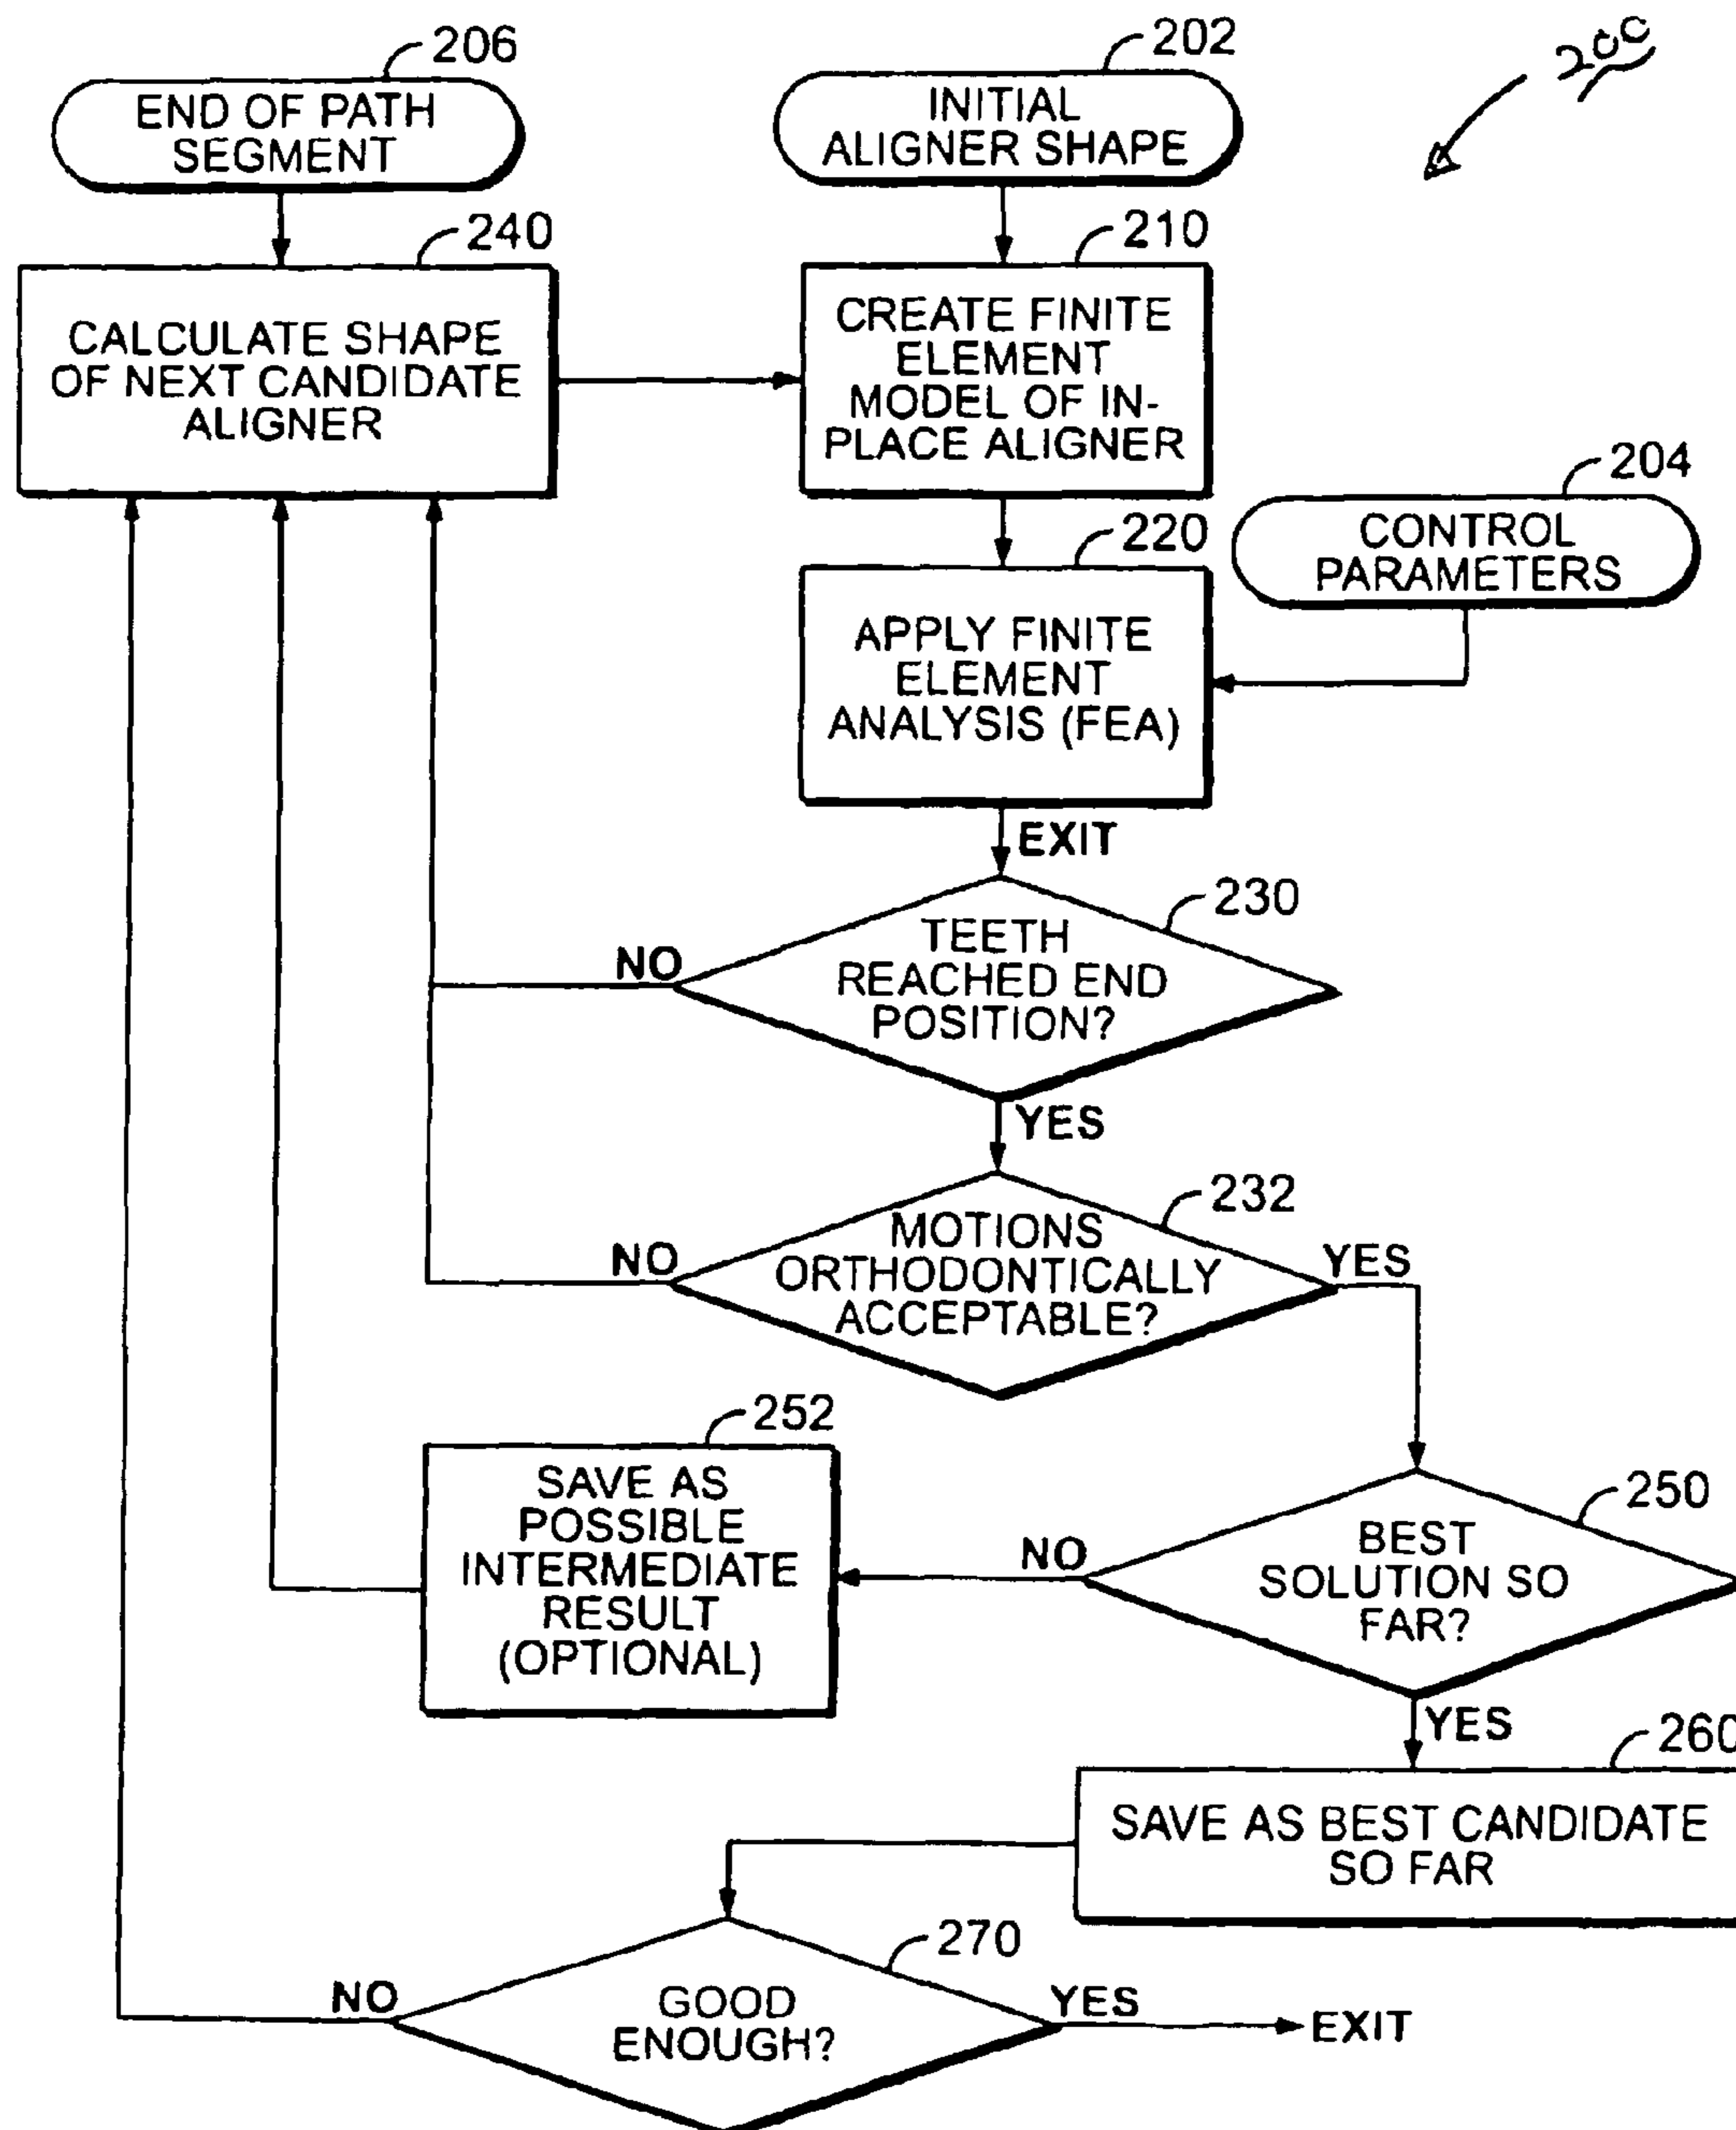 206
END OF PATH
SEGMENT
202
INITIAL
ALIGNER SHAPE
200
240
CALCULATE SHAPE
OF NEXT CANDIDATE
ALIGNER
210
CREATE FINITE
ELEMENT
MODEL OF IN-
PLACE ALIGNER
204
CONTROL
PARAMETERS
220
APPLY FINITE
ELEMENT
ANALYSIS (FEA)
EXIT
230
TEETH
REACHED END
POSITION?
NO
YES
232
MOTIONS
ORTHODONTICALLY
ACCEPTABLE?
NO
YES
252
SAVE AS
POSSIBLE
INTERMEDIATE
RESULT
(OPTIONAL)
250
BEST
SOLUTION SO
FAR?
NO
YES
260
SAVE AS BEST CANDIDATE
SO FAR
270
GOOD
ENOUGH?
NO
YES
EXIT